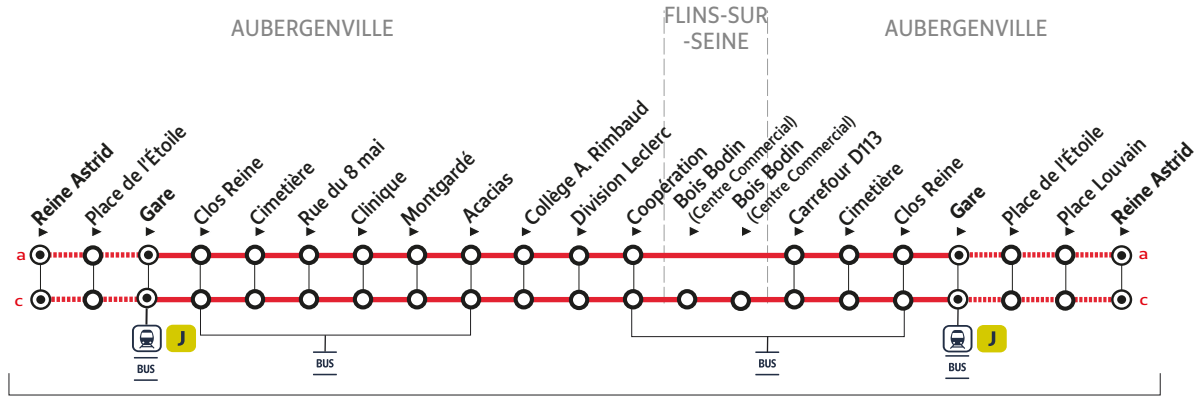 AUBERGENVILLE
FLINS-SUR
-SEINE
AUBERGENVILLE
Reine Astrid
Place de l'Étoile
Gare
Clos Reine
Cimetière
Rue du 8 mai
Clinique
Montgardé
Acacias
Collège A. Rimbaud
Division Leclerc
Coopération
Bois Bodin
(Centre Commercial)
Bois Bodin
(Centre Commercial)
Carrefour D113
Cimetière
Clos Reine
Gare
Place de l'Étoile
Place Louvain
Reine Astrid
a
a
c
c
J
J
BUS
BUS
BUS
BUS